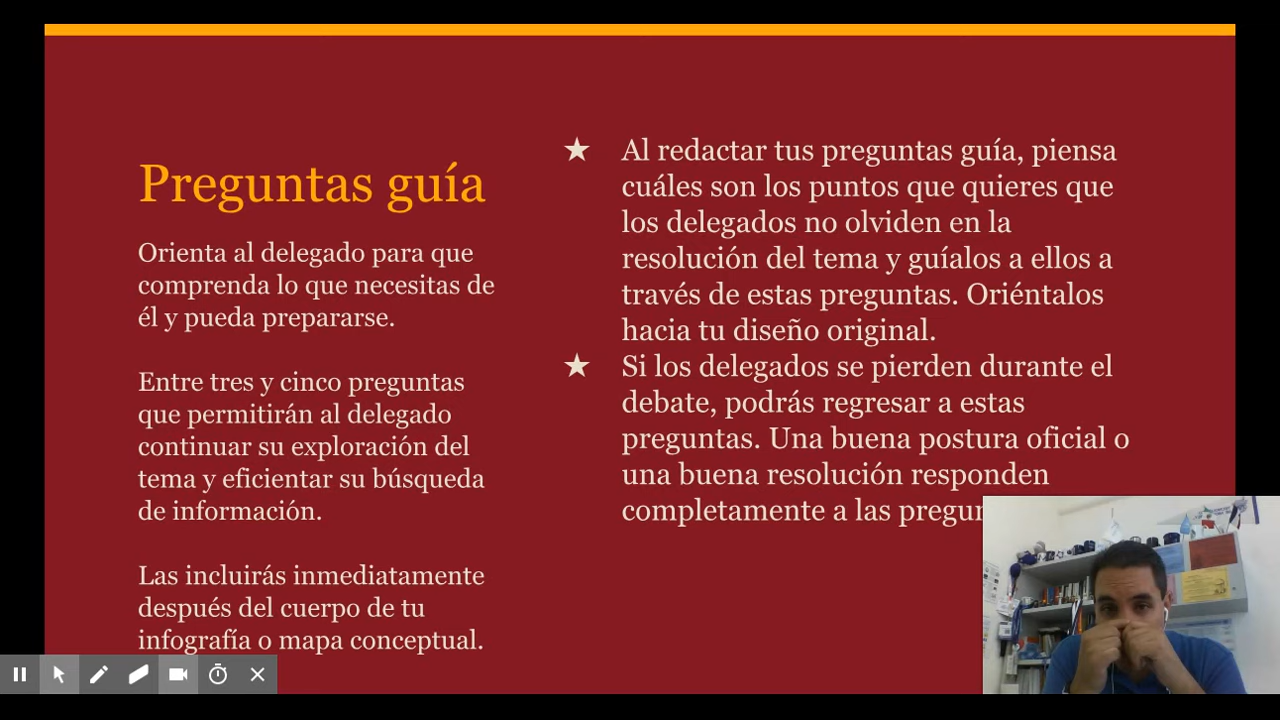 Preguntas guía
Orienta al delegado para que
comprenda lo que necesitas de
él y pueda prepararse.
Entre tres y cinco preguntas
que permitirán al delegado
continuar su exploración del
tema y eficientar su búsqueda
de información.
Las incluirás inmediatamente
después del cuerpo de tu
infografía o mapa conceptual.
★ Al redactar tus preguntas guía, piensa
cuáles son los puntos que quieres que
los delegados no olviden en la
resolución del tema y guíalos a ellos a
través de estas preguntas. Oriéntalos
hacia tu diseño original.
★ Si los delegados se pierden durante el
debate, podrás regresar a estas
preguntas. Una buena postura oficial o
una buena resolución responden
completamente a las